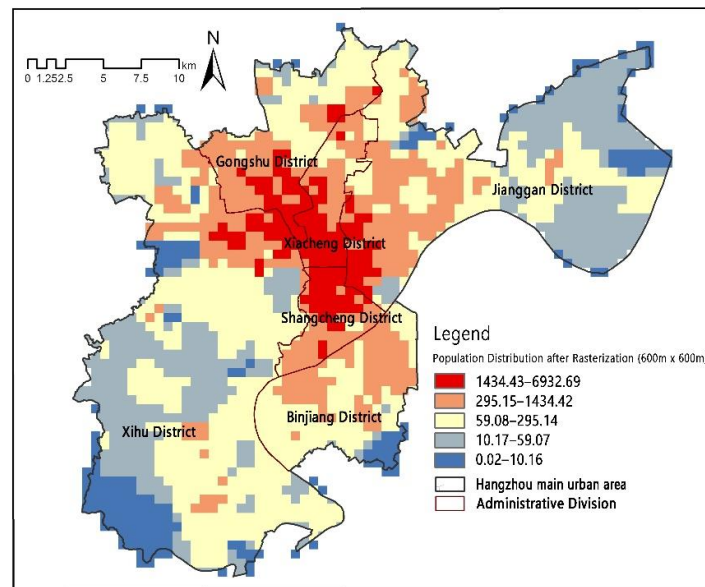 N
km
0 1.252.5 5 7.5 10
Gongshu District
Jianggan District
Xiacheng District
Shangcheng District
Binjiang District
Xihu District
Legend
Population Distribution after Rasterization (600m x 600m)
1434.43–6932.69
295.15–1434.42
59.08–295.14
10.17–59.07
0.02–10.16
Hangzhou main urban area
Administrative Division